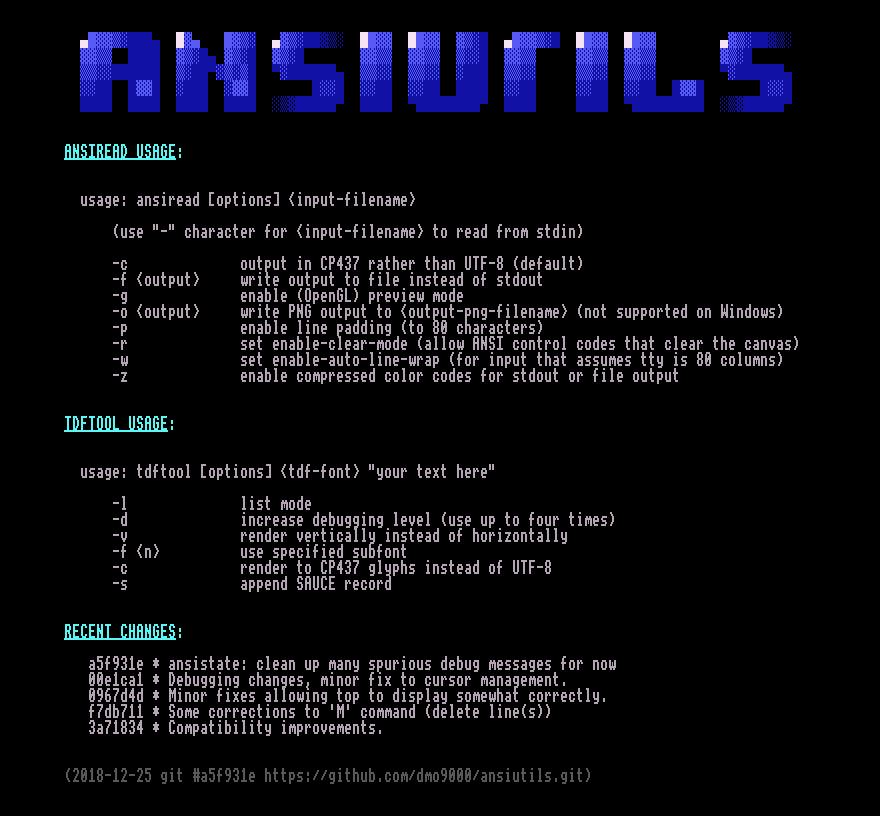 ANSIUTILS
ANSIREAD USAGE:
usage: ansiread [options] <input-filename>
(use "-" character for <input-filename> to read from stdin)
-c output in CP437 rather than UTF-8 (default)
-f <output> write output to file instead of stdout
-g enable (OpenGL) preview mode
-o <output> write PNG output to <output-png-filename> (not supported on Windows)
-p enable line padding (to 80 characters)
-r set enable-clear-mode (allow ANSI control codes that clear the canvas)
-w set enable-auto-line-wrap (for input that assumes tty is 80 columns)
-z enable compressed color codes for stdout or file output
TDFTOOL USAGE:
usage: tdftool [options] <tdf-font> "your text here"
-l list mode
-d increase debugging level (use up to four times)
-v render vertically instead of horizontally
-f <n> use specified subfont
-c render to CP437 glyphs instead of UTF-8
-s append SAUCE record
RECENT CHANGES:
a5f931e * ansistate: clean up many spurious debug messages for now
00e1ca1 * Debugging changes, minor fix to cursor management.
0967d4d * Minor fixes allowing top to display somewhat correctly.
f7db711 * Some corrections to 'M' command (delete line(s))
3a71834 * Compatibility improvements.
(2018-12-25 git #a5f931e https://github.com/dmo9000/ansiutils.git)